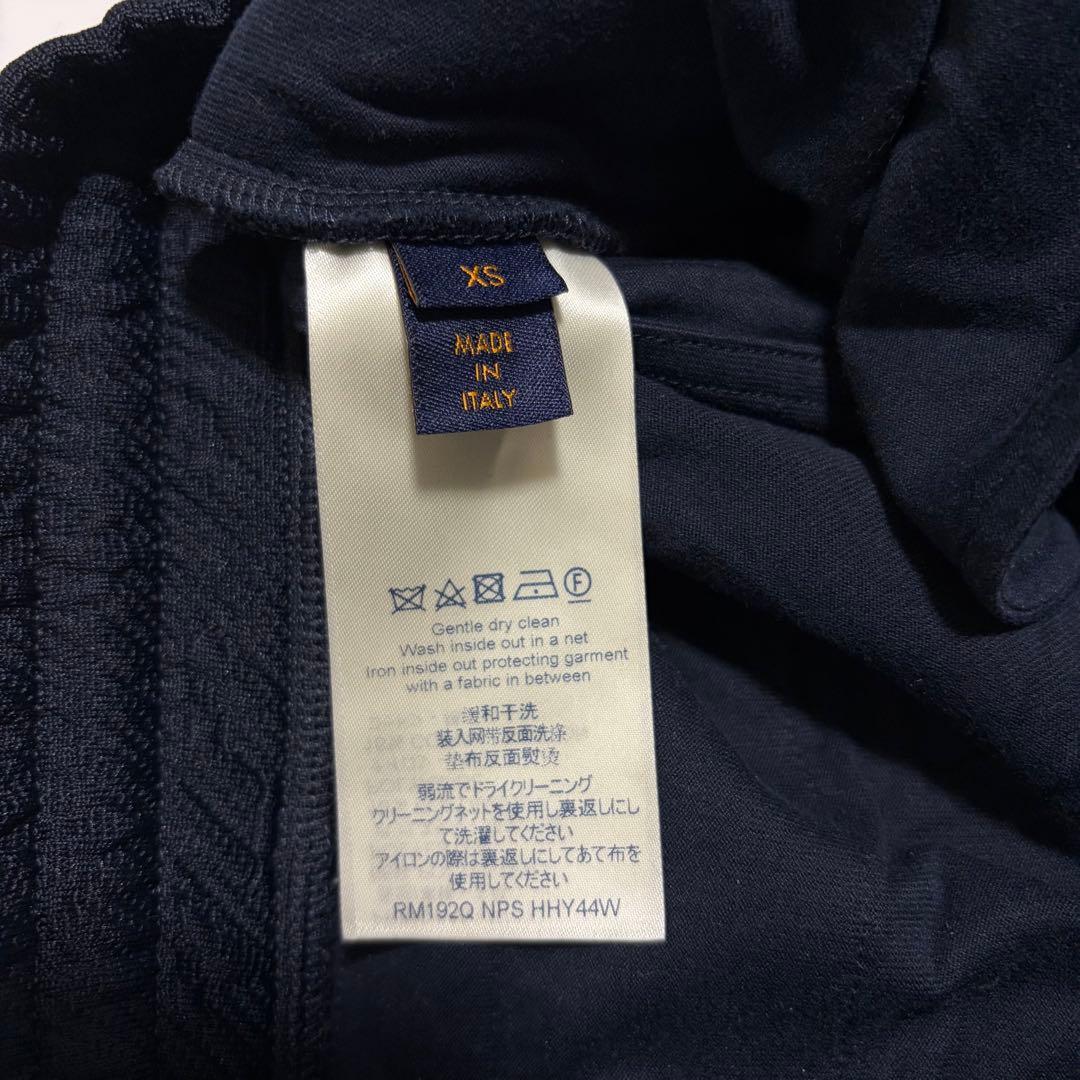 XS
MADE
IN
ITALY
F
Gentle dry clean
Wash inside out in a net
Iron inside out protecting garment
with a fabric in between
缓和干洗
装入网带反面洗涤
垫布反面熨烫
弱流でドライクリーニング
クリーニングネットを使用し裏返しにし
て洗濯してください
アイロンの際は裏返しにしてあて布を
使用してください
RM192Q NPS HHY44W